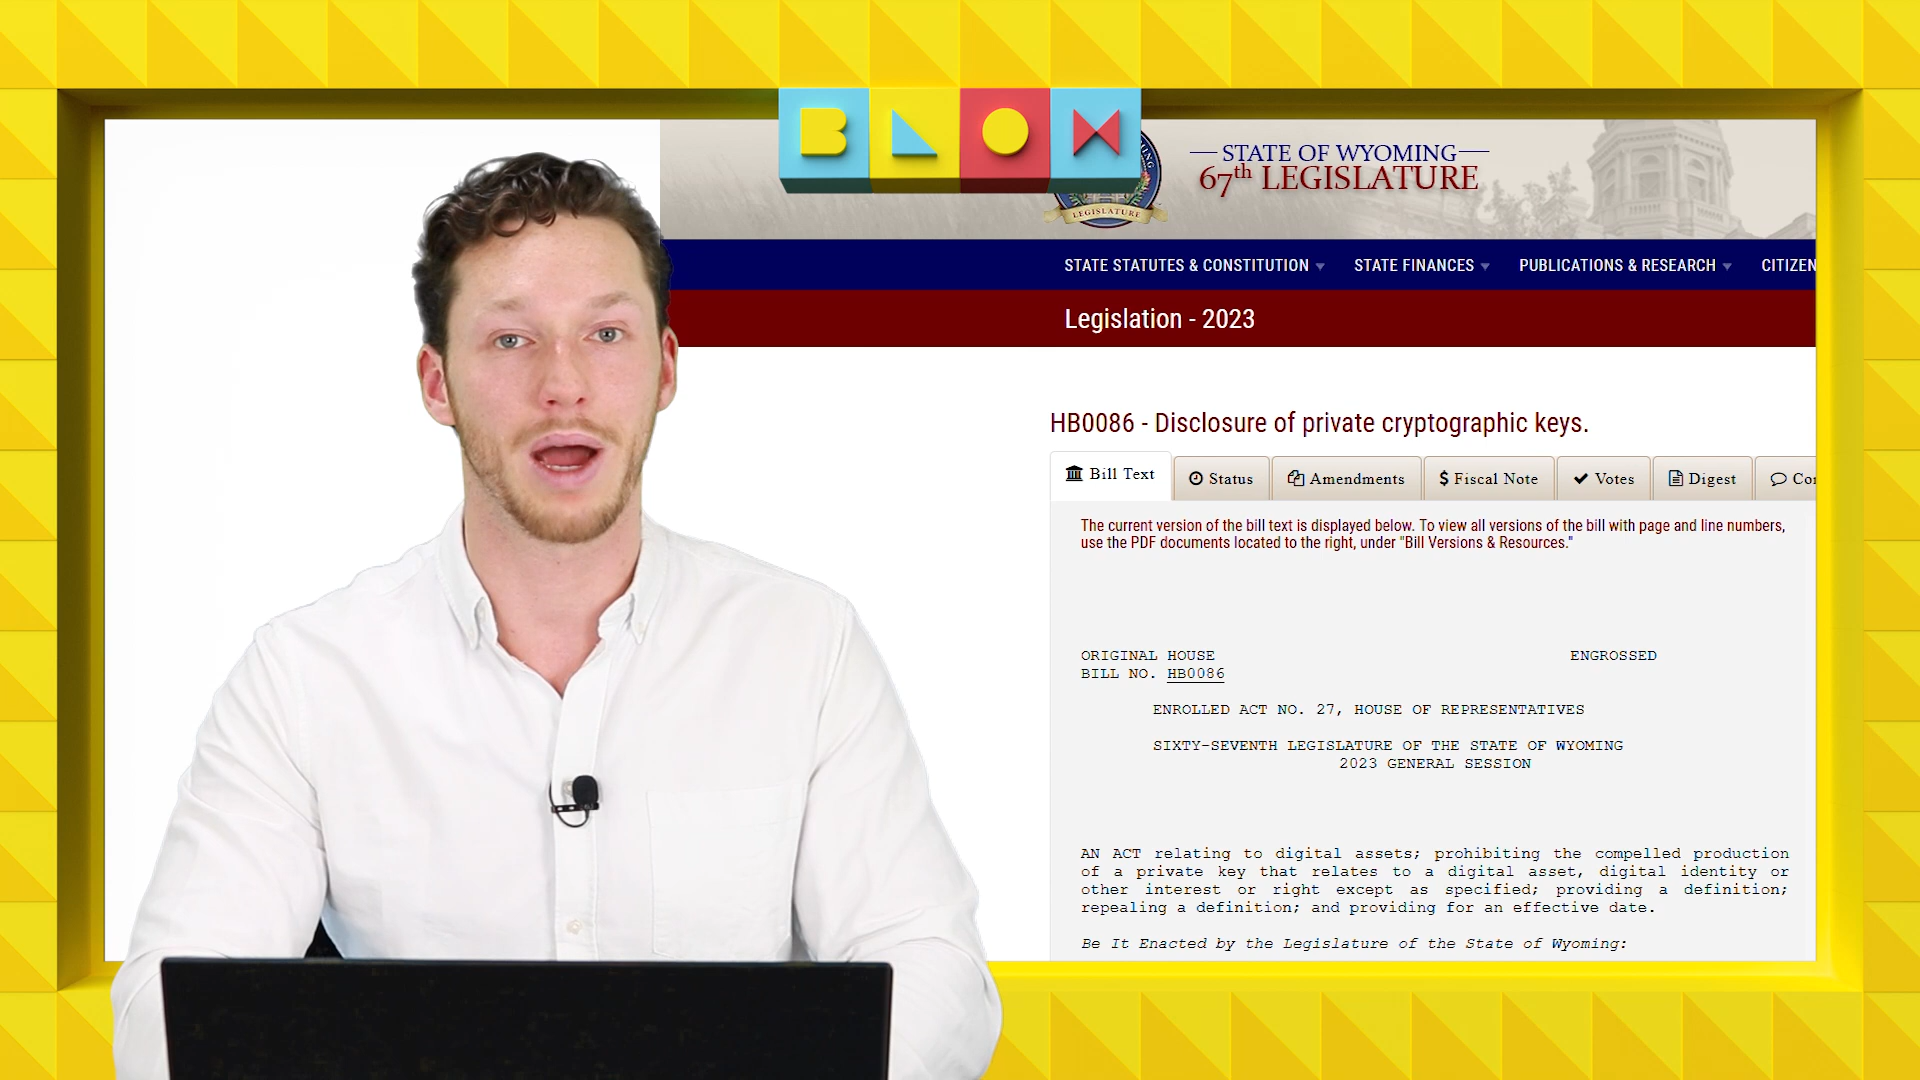 BLOX
STATE OF WYOMING
67th LEGISLATURE
LEGISLATURE
STATE STATUTES & CONSTITUTION
STATE FINANCES
PUBLICATIONS & RESEARCH
CITIZEN
Legislation - 2023
HB0086 - Disclosure of private cryptographic keys.
Bill Text
Status
Amendments
Fiscal Note
Votes
Digest
The current version of the bill text is displayed below. To view all versions of the bill with page and line numbers,
use the PDF documents located to the right, under "Bill Versions & Resources."
ORIGINAL HOUSE ENGROSSED
BILL NO. HB0086
ENROLLED ACT NO. 27, HOUSE OF REPRESENTATIVES
SIXTY-SEVENTH LEGISLATURE OF THE STATE OF WYOMING
2023 GENERAL SESSION
AN ACT relating to digital assets; prohibiting the compelled production
of a private key that relates to a digital asset, digital identity or
other interest or right except as specified; providing a definition;
repealing a definition; and providing for an effective date.
Be It Enacted by the Legislature of the State of Wyoming: